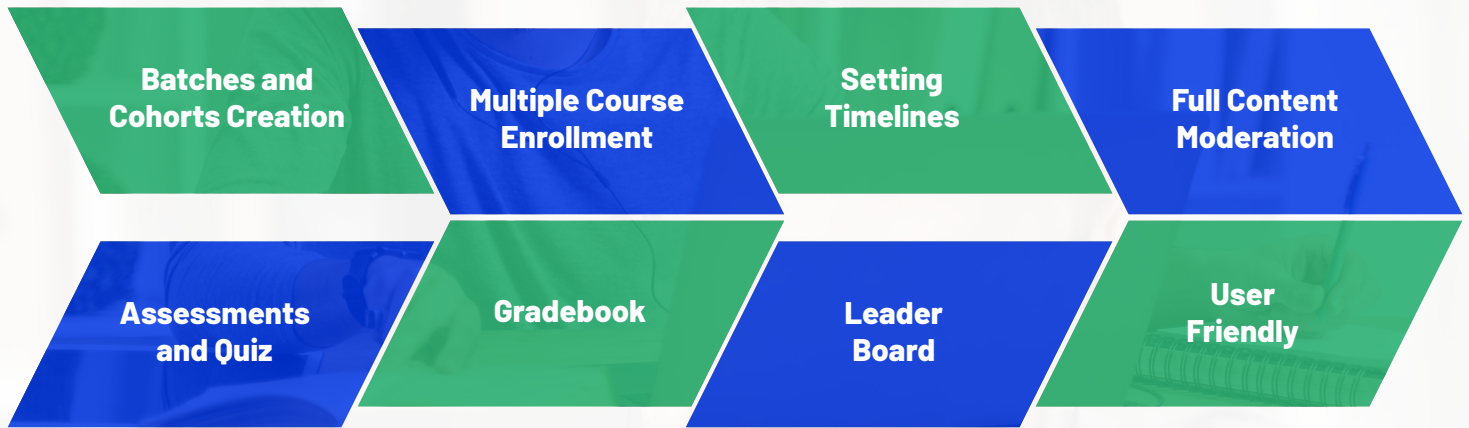 Batches and
Cohorts Creation
Multiple Course
Enrollment
Setting
Timelines
Full Content
Moderation
Assessments
and Quiz
Gradebook
Leader
Board
User
Friendly